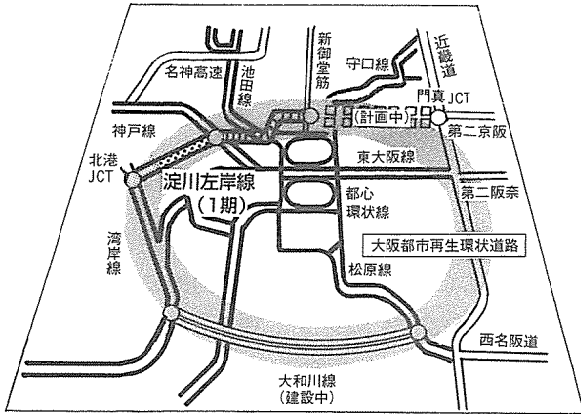 新御堂筋
守口線
近畿道
名神高速
池田線
門真JCT
(計画中)
神戸線
第二京阪
北港
JCT
東大阪線
淀川左岸線
(1期)
都心
環状線
第二阪奈
湾岸線
大阪都市再生環状道路
松原線
西名阪道
大和川線
(建設中)